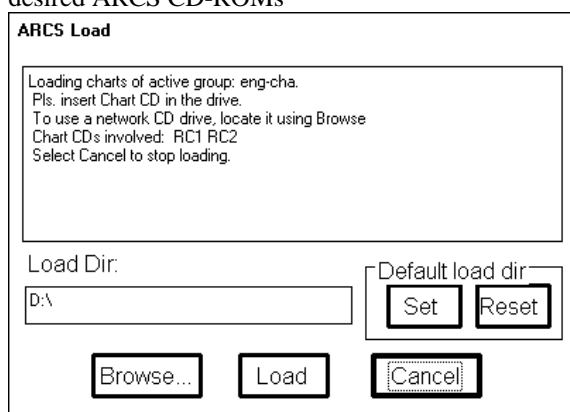 desired ARCS CD-ROMs
ARCS Load
Loading charts of active group: eng-cha.
Pls. insert Chart CD in the drive.
To use a network CD drive, locate it using Browse
Chart CDs involved: RC1 RC2
Select Cancel to stop loading.
Load Dir:
Default load dir
D:\
Set
Reset
Browse...
Load
Cancel